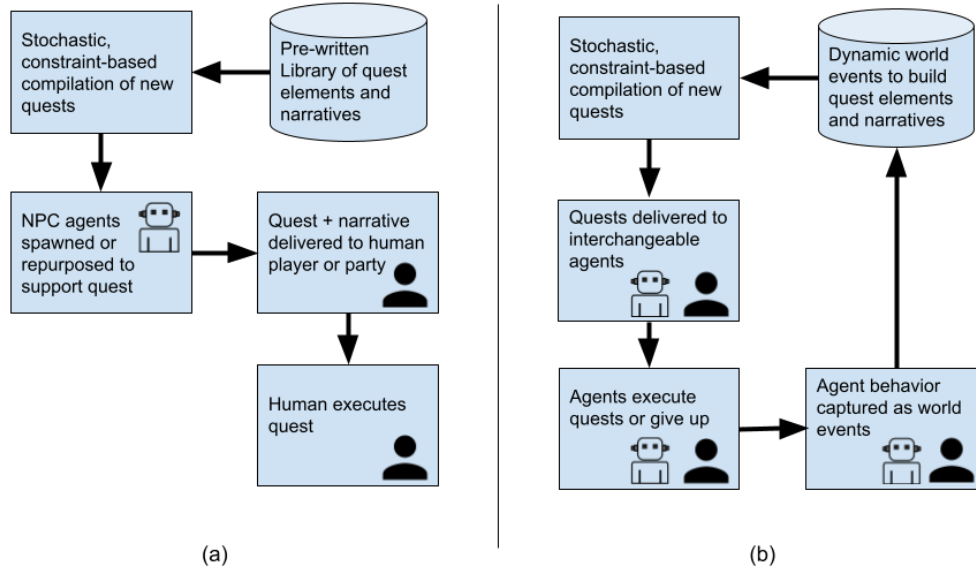 Stochastic,
constraint-based
compilation of new
quests
Pre-written
Library of quest
elements and
narratives
NPC agents
spawned or
repurposed to
support quest
Quest + narrative
delivered to human
player or party
Human executes
quest
(a)
Stochastic,
constraint-based
compilation of new
quests
Dynamic world
events to build
quest elements
and narratives
Quests delivered to
interchangeable
agents
Agents execute
quests or give up
Agent behavior
captured as world
events
(b)